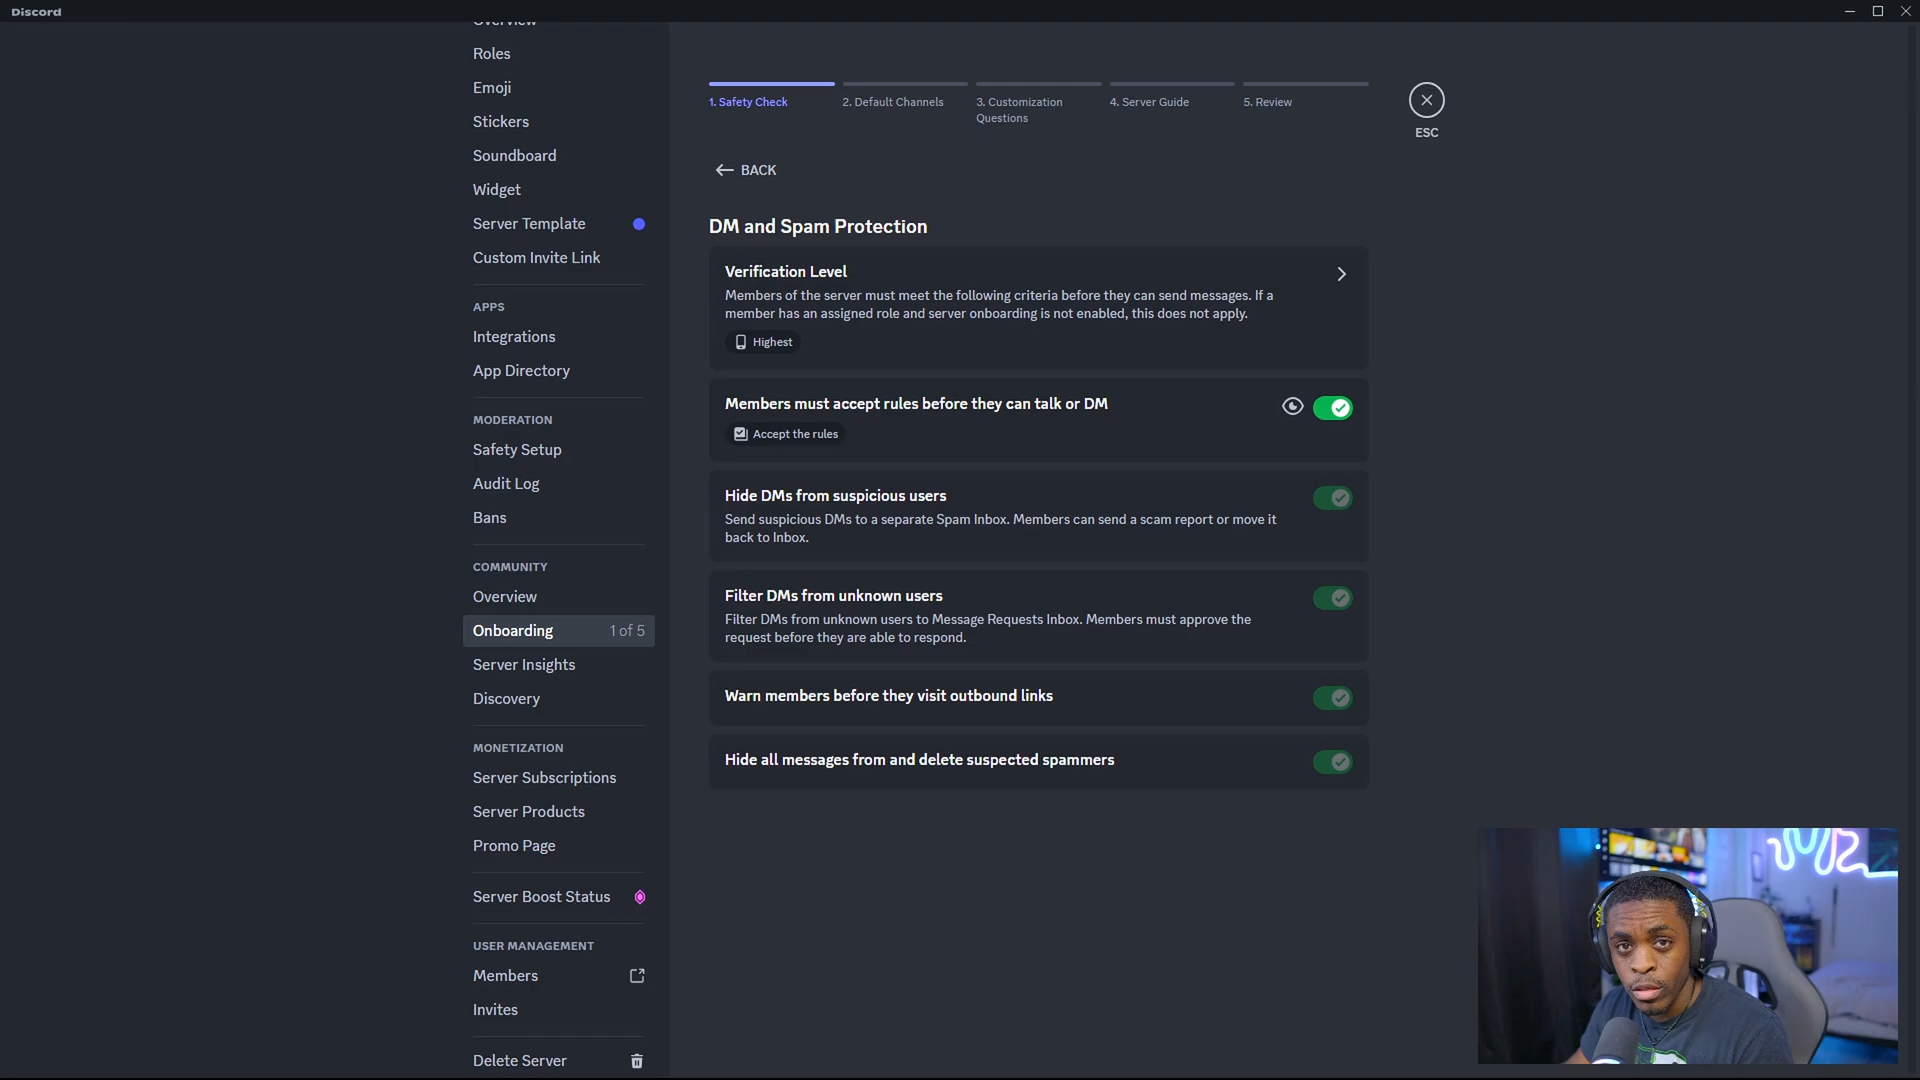 Discord
Overview
Roles
Emoji
Stickers
Soundboard
Widget
Server Template
Custom Invite Link
APPS
Integrations
App Directory
MODERATION
Safety Setup
Audit Log
Bans
COMMUNITY
Overview
Onboarding 1 of 5
Server Insights
Discovery
MONETIZATION
Server Subscriptions
Server Products
Promo Page
Server Boost Status
USER MANAGEMENT
Members
Invites
Delete Server
1. Safety Check
2. Default Channels
3. Customization
Questions
4. Server Guide
5. Review
ESC
BACK
DM and Spam Protection
Verification Level
Members of the server must meet the following criteria before they can send messages. If a
member has an assigned role and server onboarding is not enabled, this does not apply.
Highest
Members must accept rules before they can talk or DM
Accept the rules
Hide DMs from suspicious users
Send suspicious DMs to a separate Spam Inbox. Members can send a scam report or move it
back to Inbox.
Filter DMs from unknown users
Filter DMs from unknown users to Message Requests Inbox. Members must approve the
request before they are able to respond.
Warn members before they visit outbound links
Hide all messages from and delete suspected spammers